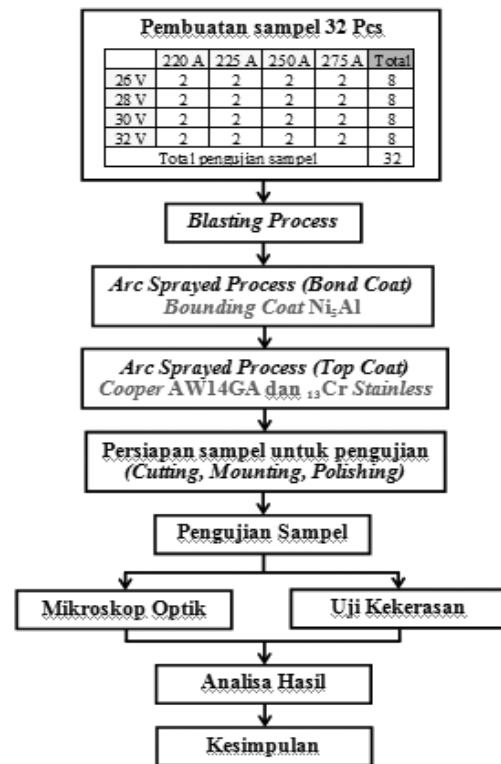 Pembuatan sampel 32 Pcs
220 A 225 A 250 A 275 A Total
26 V 2 2 2 2 8
28 V 2 2 2 2 8
30 V 2 2 2 2 8
32 V 2 2 2 2 8
Total pengujian sampel 32
Blasting Process
Arc Sprayed Process (Bond Coat)
Bounding Coat Ni₅Al
Arc Sprayed Process (Top Coat)
Cooper AW14GA dan ₁₃Cr Stainless
Persiapan sampel untuk pengujian
(Cutting, Mounting, Polishing)
Pengujian Sampel
Mikroskop Optik Uji Kekerasan
Analisa Hasil
Kesimpulan